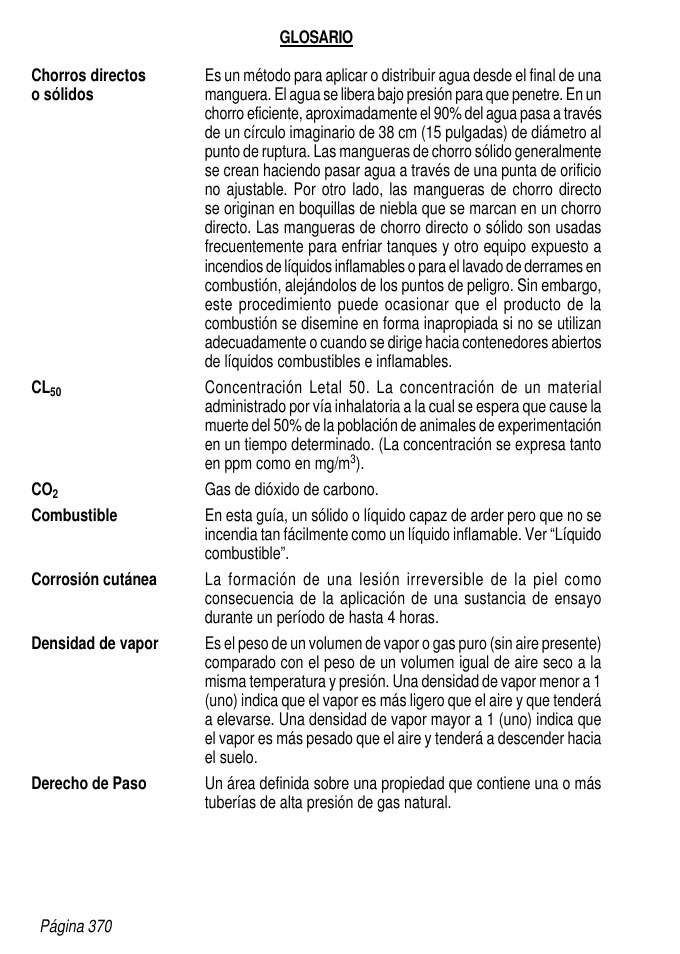 GLOSARIO
Chorros directos o sólidos
Es un método para aplicar o distribuir agua desde el final de una
manguera. El agua se libera bajo presión para que penetre. En un
chorro eficiente, aproximadamente el 90% del agua pasa a través
de un círculo imaginario de 38 cm (15 pulgadas) de diámetro al
punto de ruptura. Las mangueras de chorro sólido generalmente
se crean haciendo pasar agua a través de una punta de orificio
no ajustable. Por otro lado, las mangueras de chorro directo
se originan en boquillas de niebla que se marcan en un chorro
directo. Las mangueras de chorro directo o sólido son usadas
frecuentemente para enfriar tanques y otro equipo expuesto a
incendios de líquidos inflamables o para el lavado de derrames en
combustión, alejándolos de los puntos de peligro. Sin embargo,
este procedimiento puede ocasionar que el producto de la
combustión se disemine en forma inapropiada si no se utilizan
adecuadamente o cuando se dirige hacia contenedores abiertos
de líquidos combustibles e inflamables.
CL50 Concentración Letal 50. La concentración de un material
administrado por vía inhalatoria a la cual se espera que cause la
muerte del 50% de la población de animales de experimentación
en un tiempo determinado. (La concentración se expresa tanto
en ppm como en mg/m³).
CO₂ Gas de dióxido de carbono.
Combustible En esta guía, un sólido o líquido capaz de arder pero que no se
incendia tan fácilmente como un líquido inflamable. Ver “Líquido
combustible”.
Corrosión cutánea La formación de una lesión irreversible de la piel como
consecuencia de la aplicación de una sustancia de ensayo
durante un período de hasta 4 horas.
Densidad de vapor Es el peso de un volumen de vapor o gas puro (sin aire presente)
comparado con el peso de un volumen igual de aire seco a la
misma temperatura y presión. Una densidad de vapor menor a 1
(uno) indica que el vapor es más ligero que el aire y que tenderá
a elevarse. Una densidad de vapor mayor a 1 (uno) indica que
el vapor es más pesado que el aire y tenderá a descender hacia
el suelo.
Derecho de Paso Un área definida sobre una propiedad que contiene una o más
tuberías de alta presión de gas natural.
Página 370